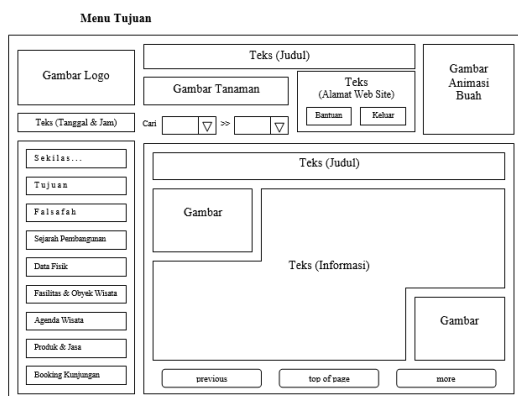 Menu Tujuan
Gambar Logo
Teks (Judul)
Gambar
Animasi
Buah
Gambar Tanaman
Teks
(Alamat Web Site)
Bantuan
Keluar
Teks (Tanggal & Jam)
Cari
>>
Sekilas...
Tujuan
Falsafah
Sejarah Pembangunan
Data Fisik
Fasilitas & Obyek Wisata
Agenda Wisata
Produk & Jasa
Booking Kunjungan
Teks (Judul)
Gambar
Teks (Informasi)
Gambar
previous
top of page
more